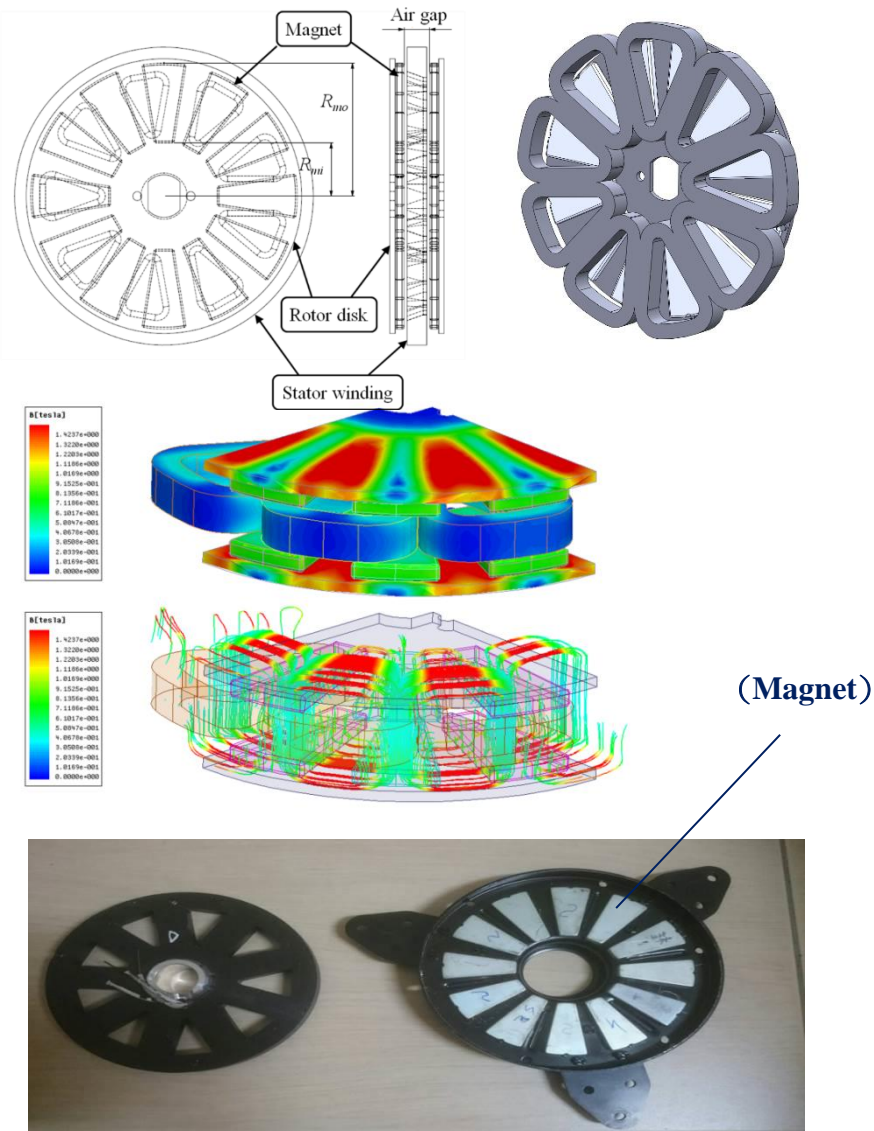 Air gap
Magnet
R_mo
R_mi
Rotor disk
Stator winding
B[tesla]
1.4237e+000
1.3220e+000
1.2203e+000
1.1186e+000
1.0169e+000
9.1525e-001
8.1356e-001
7.1186e-001
6.1017e-001
5.0847e-001
4.0678e-001
3.0508e-001
2.0339e-001
1.0169e-001
0.0000e+000
B[tesla]
1.4237e+000
1.3220e+000
1.2203e+000
1.1186e+000
1.0169e+000
9.1525e-001
8.1356e-001
7.1186e-001
6.1017e-001
5.0847e-001
4.0678e-001
3.0508e-001
2.0339e-001
1.0169e-001
0.0000e+000
（Magnet）